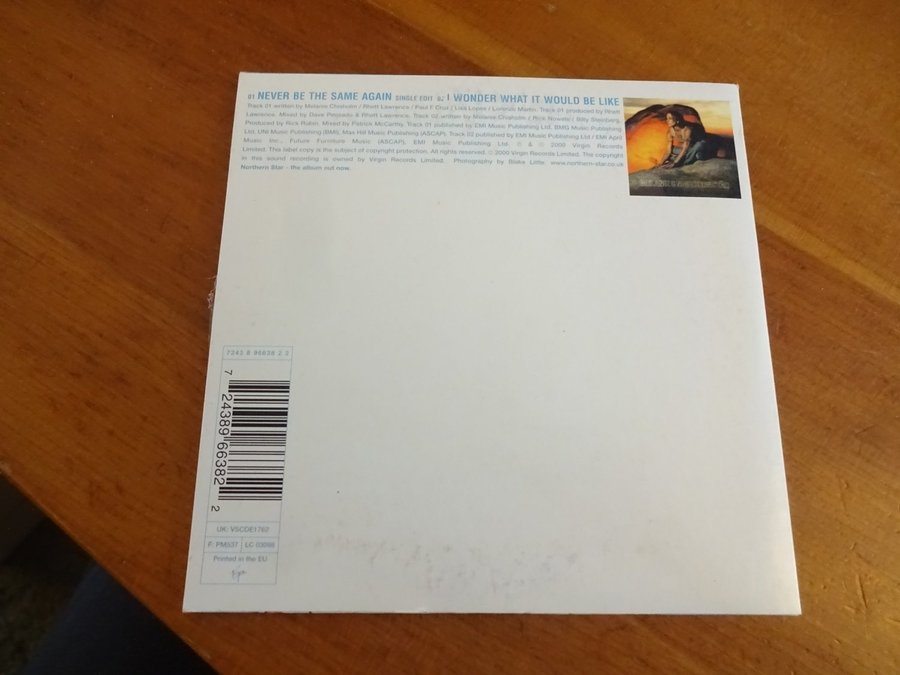 01 NEVER BE THE SAME AGAIN SINGLE EDIT 02 I WONDER WHAT IT WOULD BE LIKE
Track 01 written by Melanie Chisholm / Rhett Lawrence / Paul F Cruz / Lisa Lopes / Lorenzo Martin. Track 01 produced by Rhett
Lawrence. Mixed by Dave Pensado & Rhett Lawrence. Track 02 written by Melanie Chisholm / Rick Nowels / Billy Steinberg.
Produced by Rick Rubin. Mixed by Patrick McCarthy. Track 01 published by EMI Music Publishing Ltd, BMG Music Publishing
Ltd, UNI Music Publishing (BMI), Max Hill Music Publishing (ASCAP). Track 02 published by EMI Music Publishing Ltd / EMI April
Music Inc., Future Furniture Music (ASCAP), EMI Music Publishing Ltd. ℗ & © 2000 Virgin Records
Limited. This label copy is the subject of copyright protection. All rights reserved. © 2000 Virgin Records Limited. The copyright
in this sound recording is owned by Virgin Records Limited. Photography by Blake Little. www.northern-star.co.uk
Northern Star - the album out now.
7243 8 96638 2 2
7 24389 66382 2
UK: VSCDE1762
F: PM537 LC 03098
Printed in the EU
Virgin